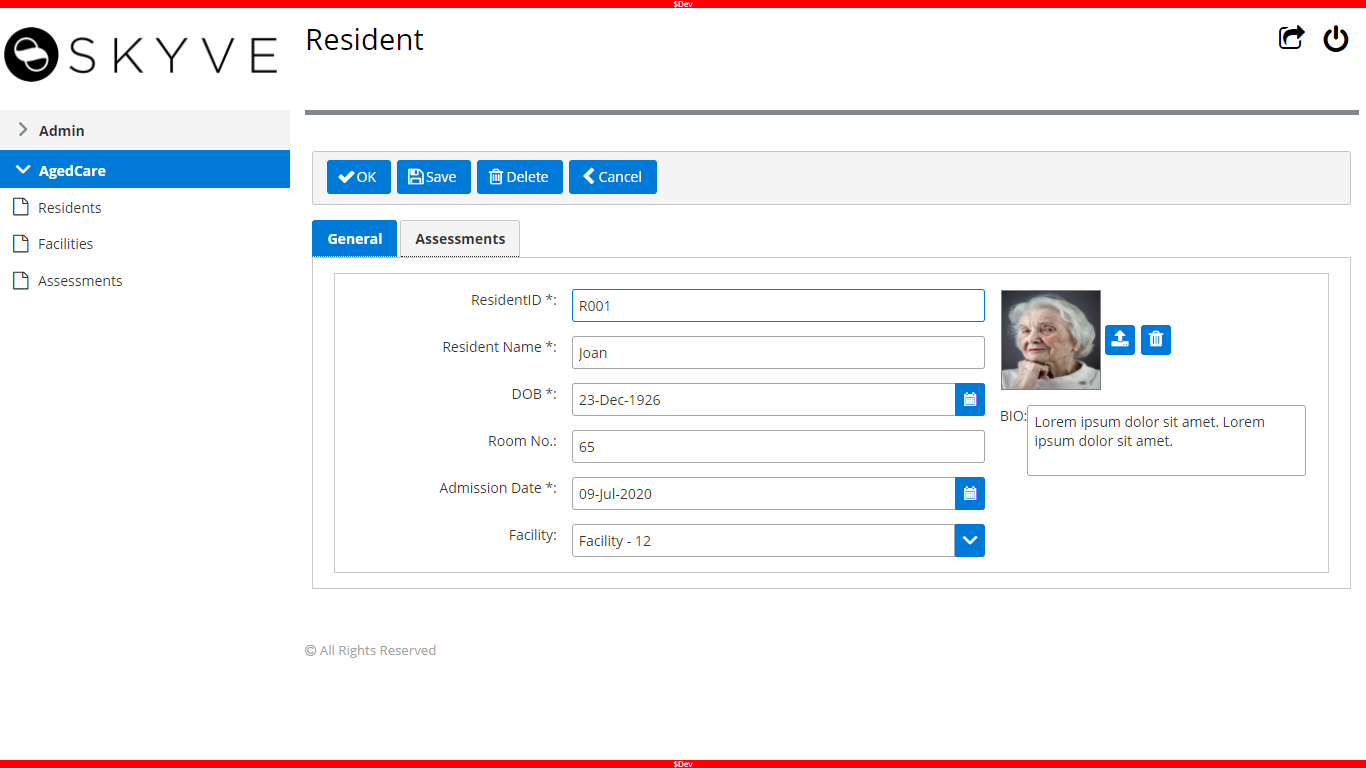 $Dev
SKYVE
Resident
Admin
AgedCare
Residents
Facilities
Assessments
OK Save Delete Cancel
General Assessments
ResidentID *: R001
Resident Name *: Joan
DOB *: 23-Dec-1926
Room No.: 65
Admission Date *: 09-Jul-2020
Facility: Facility - 12
BIO: Lorem ipsum dolor sit amet. Lorem
ipsum dolor sit amet.
© All Rights Reserved
$Dev